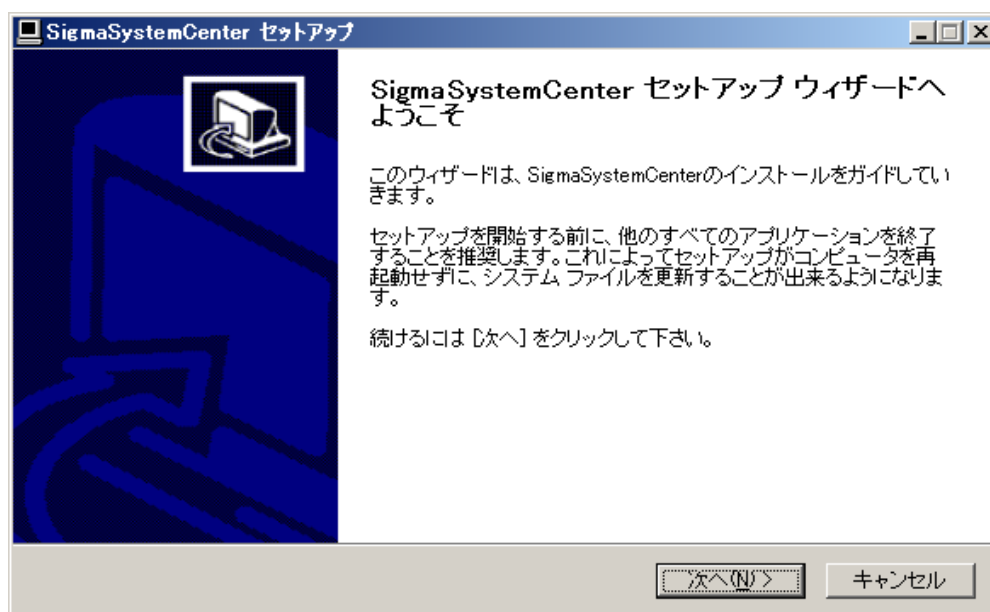 SigmaSystemCenter セットアップ
SigmaSystemCenter セットアップ ウィザードへ
ようこそ
このウィザードは、SigmaSystemCenterのインストールをガイドしてい
きます。
セットアップを開始する前に、他のすべてのアプリケーションを終了
することを推奨します。これによってセットアップがコンピュータを再
起動せずに、システム ファイルを更新することが出来るようになりま
す。
続けるには [次へ] をクリックして下さい。
次へ(N) >
キャンセル